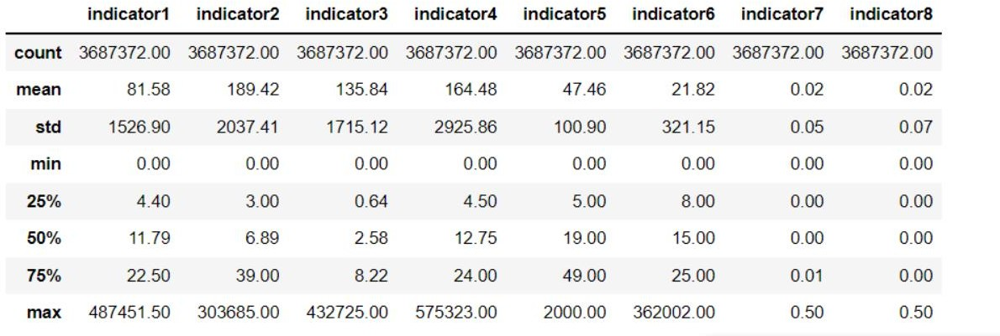 indicator1 indicator2 indicator3 indicator4 indicator5 indicator6 indicator7 indicator8
count 3687372.00 3687372.00 3687372.00 3687372.00 3687372.00 3687372.00 3687372.00 3687372.00
mean 81.58 189.42 135.84 164.48 47.46 21.82 0.02 0.02
std 1526.90 2037.41 1715.12 2925.86 100.90 321.15 0.05 0.07
min 0.00 0.00 0.00 0.00 0.00 0.00 0.00 0.00
25% 4.40 3.00 0.64 4.50 5.00 8.00 0.00 0.00
50% 11.79 6.89 2.58 12.75 19.00 15.00 0.00 0.00
75% 22.50 39.00 8.22 24.00 49.00 25.00 0.01 0.00
max 487451.50 303685.00 432725.00 575323.00 2000.00 362002.00 0.50 0.50